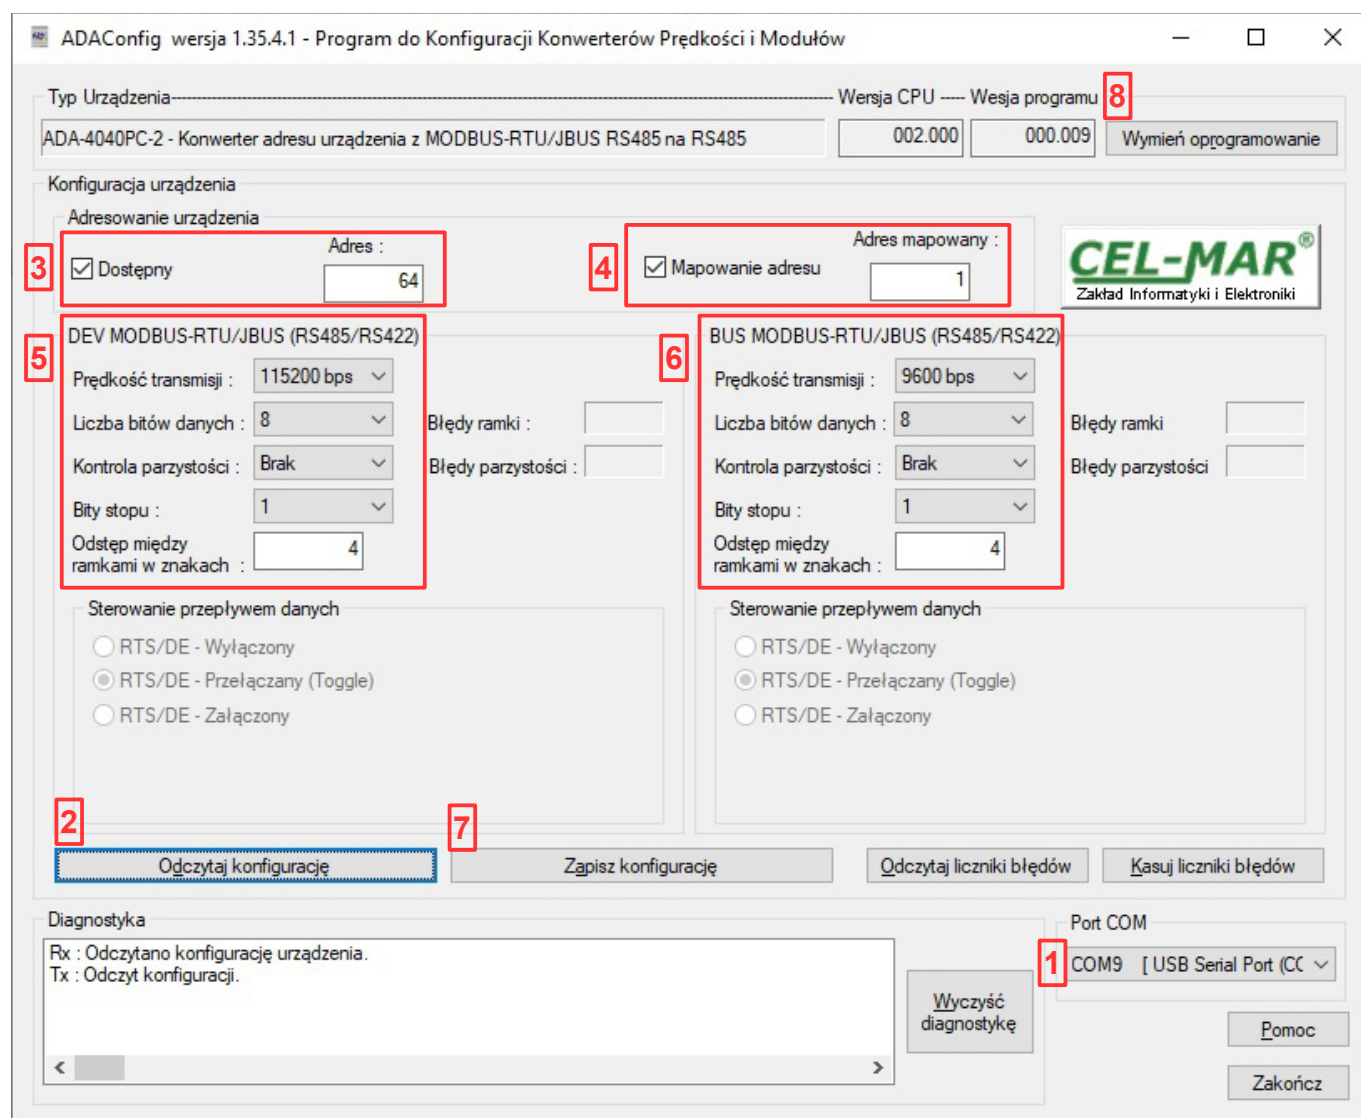 ADAConfig wersja 1.35.4.1 - Program do Konfiguracji Konwerterów Prędkości i Modułów
Typ Urządzenia Wersja CPU Wesja programu 8
ADA-4040PC-2 - Konwerter adresu urządzenia z MODBUS-RTU/JBUS RS485 na RS485 002.000 000.009 Wymień oprogramowanie
Konfiguracja urządzenia
Adresowanie urządzenia
3 Dostępny Adres : 64
4 Mapowanie adresu Adres mapowany : 1
CEL-MAR®
Zakład Informatyki i Elektroniki
5 DEV MODBUS-RTU/JBUS (RS485/RS422)
Prędkość transmisji : 115200 bps
Liczba bitów danych : 8 Błędy ramki :
Kontrola parzystości : Brak Błędy parzystości :
Bity stopu : 1
Odstęp między
ramkami w znakach : 4
Sterowanie przepływem danych
RTS/DE - Wyłączony
RTS/DE - Przełączany (Toggle)
RTS/DE - Załączony
6 BUS MODBUS-RTU/JBUS (RS485/RS422)
Prędkość transmisji : 9600 bps
Liczba bitów danych : 8 Błędy ramki
Kontrola parzystości : Brak Błędy parzystości
Bity stopu : 1
Odstęp między
ramkami w znakach : 4
Sterowanie przepływem danych
RTS/DE - Wyłączony
RTS/DE - Przełączany (Toggle)
RTS/DE - Załączony
2 7
Odczytaj konfigurację Zapisz konfigurację Odczytaj liczniki błędów Kasuj liczniki błędów
Diagnostyka
Rx : Odczytano konfigurację urządzenia.
Tx : Odczyt konfiguracji.
Wyczyść
diagnostykę
Port COM
1 COM9 [ USB Serial Port (CC
Pomoc
Zakończ